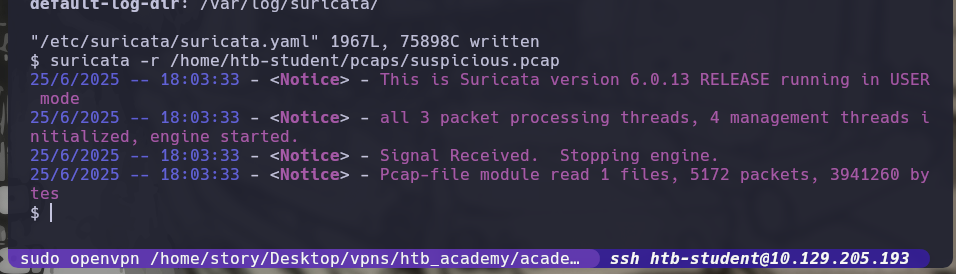 default-log-dir: /var/log/suricata/
"/etc/suricata/suricata.yaml" 1967L, 75898C written
$ suricata -r /home/htb-student/pcaps/suspicious.pcap
25/6/2025 -- 18:03:33 - <Notice> - This is Suricata version 6.0.13 RELEASE running in USER
 mode
25/6/2025 -- 18:03:33 - <Notice> - all 3 packet processing threads, 4 management threads i
nitialized, engine started.
25/6/2025 -- 18:03:33 - <Notice> - Signal Received.  Stopping engine.
25/6/2025 -- 18:03:33 - <Notice> - Pcap-file module read 1 files, 5172 packets, 3941260 by
tes
$
sudo openvpn /home/story/Desktop/vpns/htb_academy/acade… ssh htb-student@10.129.205.193